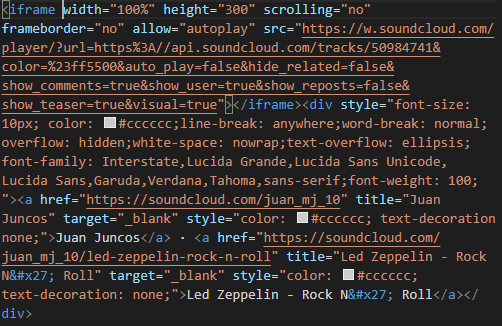 <iframe width="100%" height="300" scrolling="no"
frameborder="no" allow="autoplay" src="https://w.soundcloud.com/
player/?url=https%3A//api.soundcloud.com/tracks/50984741&
color=%23ff5500&auto_play=false&hide_related=false&
show_comments=true&show_user=true&show_reposts=false&
show_teaser=true&visual=true"></iframe><div style="font-size:
10px; color: #cccccc;line-break: anywhere;word-break: normal;
overflow: hidden;white-space: nowrap;text-overflow: ellipsis;
font-family: Interstate,Lucida Grande,Lucida Sans Unicode,
Lucida Sans,Garuda,Verdana,Tahoma,sans-serif;font-weight: 100;
"><a href="https://soundcloud.com/juan_mj_10" title="Juan
Juncos" target="_blank" style="color: #cccccc; text-decoration
none;">Juan Juncos</a> · <a href="https://soundcloud.com/
juan_mj_10/led-zeppelin-rock-n-roll" title="Led Zeppelin - Rock
N&#x27; Roll" target="_blank" style="color: #cccccc;
text-decoration: none;">Led Zeppelin - Rock N&#x27; Roll</a></
div>